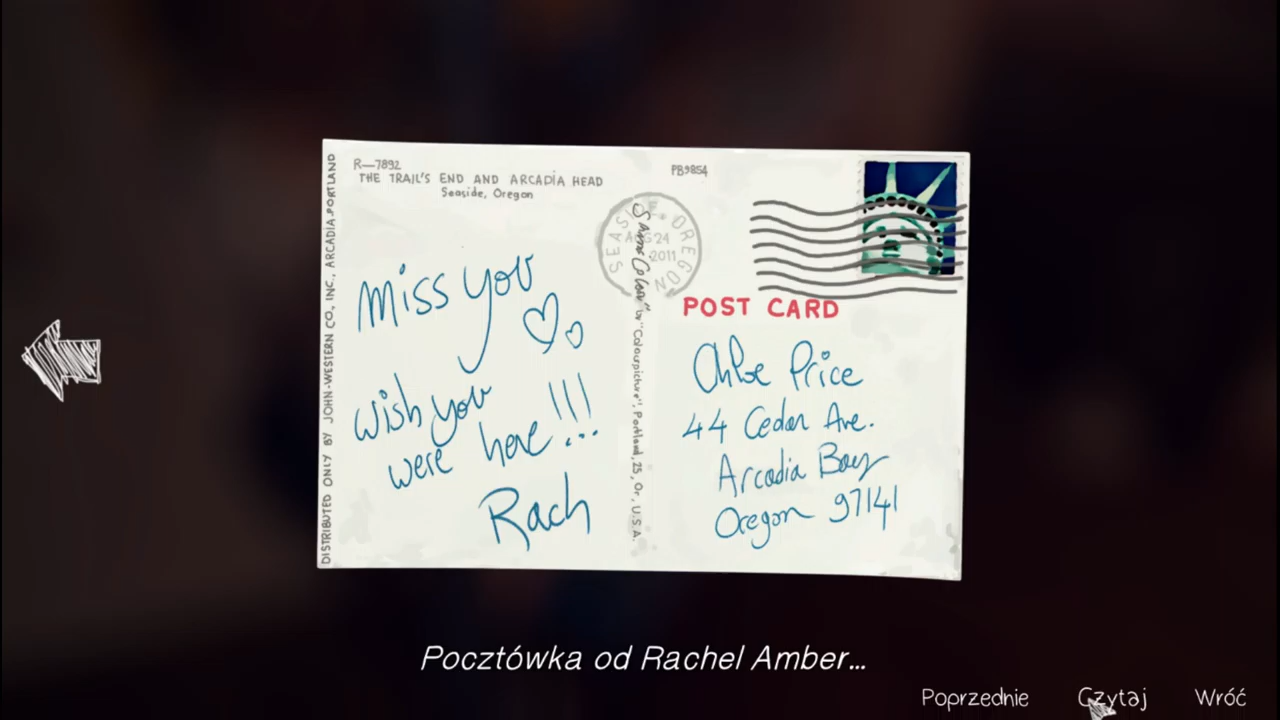 R—7892
THE TRAIL'S END AND ARCADIA HEAD
Seaside, Oregon
PB9854
DISTRIBUTED ONLY BY JOHN-WESTERN CO., INC., ARCADIA, PORTLAND
SEASIDE, OREGON
AUG 24
2011
by "Colourpicture", Portland, 25, Or, U.S.A.
POST CARD
Miss you
wish you
were here!!!
Rach
Chloe Price
44 Cedar Ave.
Arcadia Bay
Oregon 97141
Pocztówka od Rachel Amber...
Poprzednie
Czytaj
Wróć